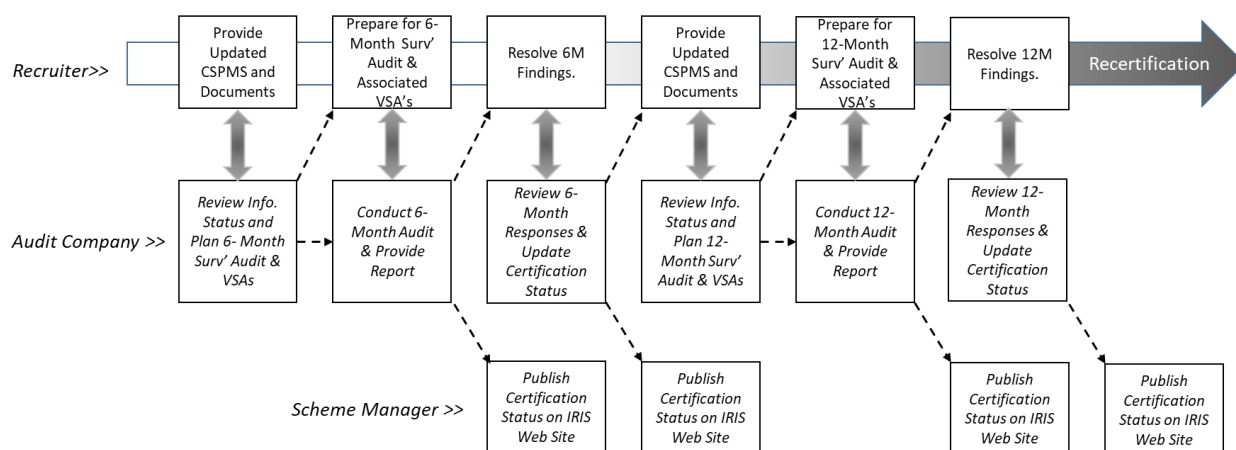 Recruiter>>
Provide
Updated
CSPMS and
Documents
Prepare for 6-
Month Surv’
Audit &
Associated
VSA’s
Resolve 6M
Findings.
Provide
Updated
CSPMS and
Documents
Prepare for
12-Month
Surv’ Audit &
Associated
VSA’s
Resolve 12M
Findings.
Recertification
Audit Company >>
Review Info.
Status and
Plan 6- Month
Surv’ Audit &
VSAs
Conduct 6-
Month Audit
& Provide
Report
Review 6-
Month
Responses &
Update
Certification
Status
Review Info.
Status and
Plan 12-
Month Surv’
Audit & VSAs
Conduct 12-
Month Audit
& Provide
Report
Review 12-
Month
Responses &
Update
Certification
Status
Scheme Manager >>
Publish
Certification
Status on IRIS
Web Site
Publish
Certification
Status on IRIS
Web Site
Publish
Certification
Status on IRIS
Web Site
Publish
Certification
Status on IRIS
Web Site